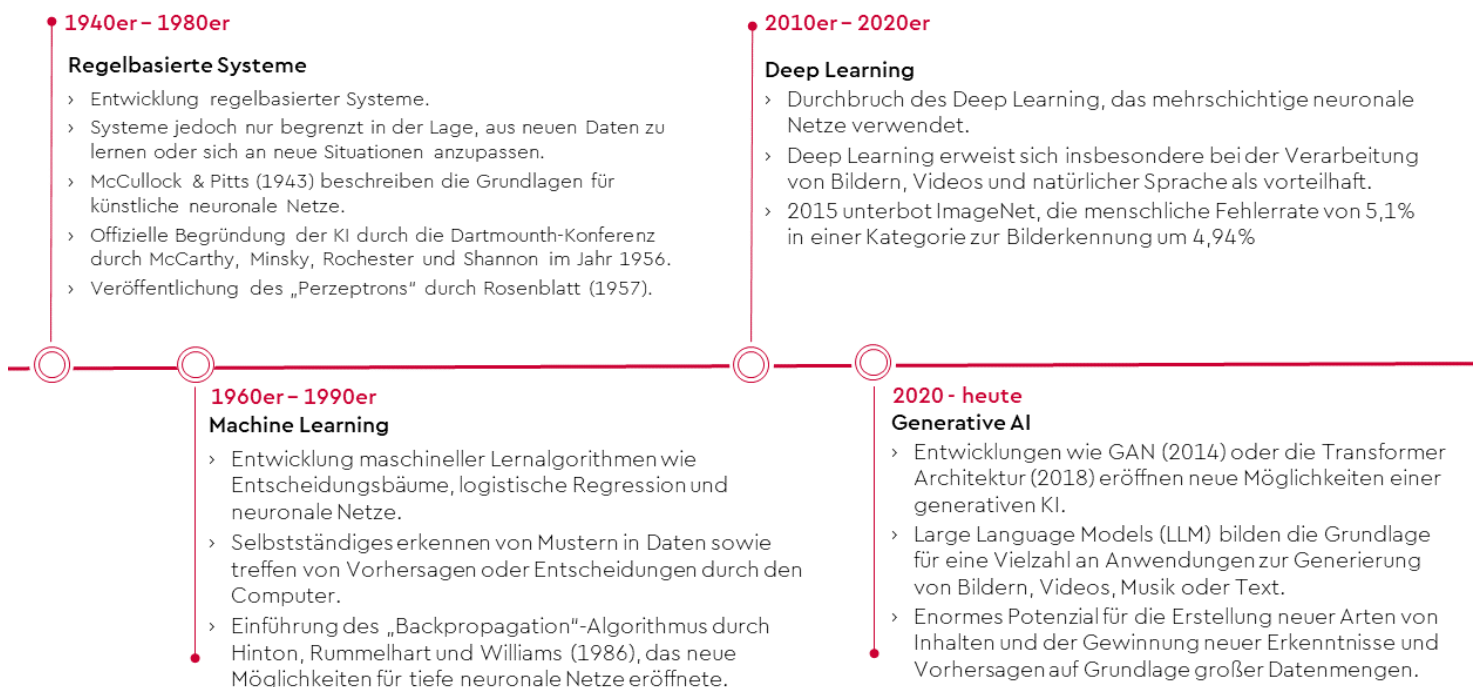 1940er – 1980er
Regelbasierte Systeme
› Entwicklung regelbasierter Systeme.
› Systeme jedoch nur begrenzt in der Lage, aus neuen Daten zu
lernen oder sich an neue Situationen anzupassen.
› McCullock & Pitts (1943) beschreiben die Grundlagen für
künstliche neuronale Netze.
› Offizielle Begründung der KI durch die Dartmounth-Konferenz
durch McCarthy, Minsky, Rochester und Shannon im Jahr 1956.
› Veröffentlichung des „Perzeptrons“ durch Rosenblatt (1957).
2010er – 2020er
Deep Learning
› Durchbruch des Deep Learning, das mehrschichtige neuronale
Netze verwendet.
› Deep Learning erweist sich insbesondere bei der Verarbeitung
von Bildern, Videos und natürlicher Sprache als vorteilhaft.
› 2015 unterbot ImageNet, die menschliche Fehlerrate von 5,1%
in einer Kategorie zur Bilderkennung um 4,94%
1960er – 1990er
Machine Learning
› Entwicklung maschineller Lernalgorithmen wie
Entscheidungsbäume, logistische Regression und
neuronale Netze.
› Selbstständiges erkennen von Mustern in Daten sowie
treffen von Vorhersagen oder Entscheidungen durch den
Computer.
› Einführung des „Backpropagation“-Algorithmus durch
Hinton, Rummelhart und Williams (1986), das neue
Möglichkeiten für tiefe neuronale Netze eröffnete.
2020 - heute
Generative AI
› Entwicklungen wie GAN (2014) oder die Transformer
Architektur (2018) eröffnen neue Möglichkeiten einer
generativen KI.
› Large Language Models (LLM) bilden die Grundlage
für eine Vielzahl an Anwendungen zur Generierung
von Bildern, Videos, Musik oder Text.
› Enormes Potenzial für die Erstellung neuer Arten von
Inhalten und der Gewinnung neuer Erkenntnisse und
Vorhersagen auf Grundlage großer Datenmengen.